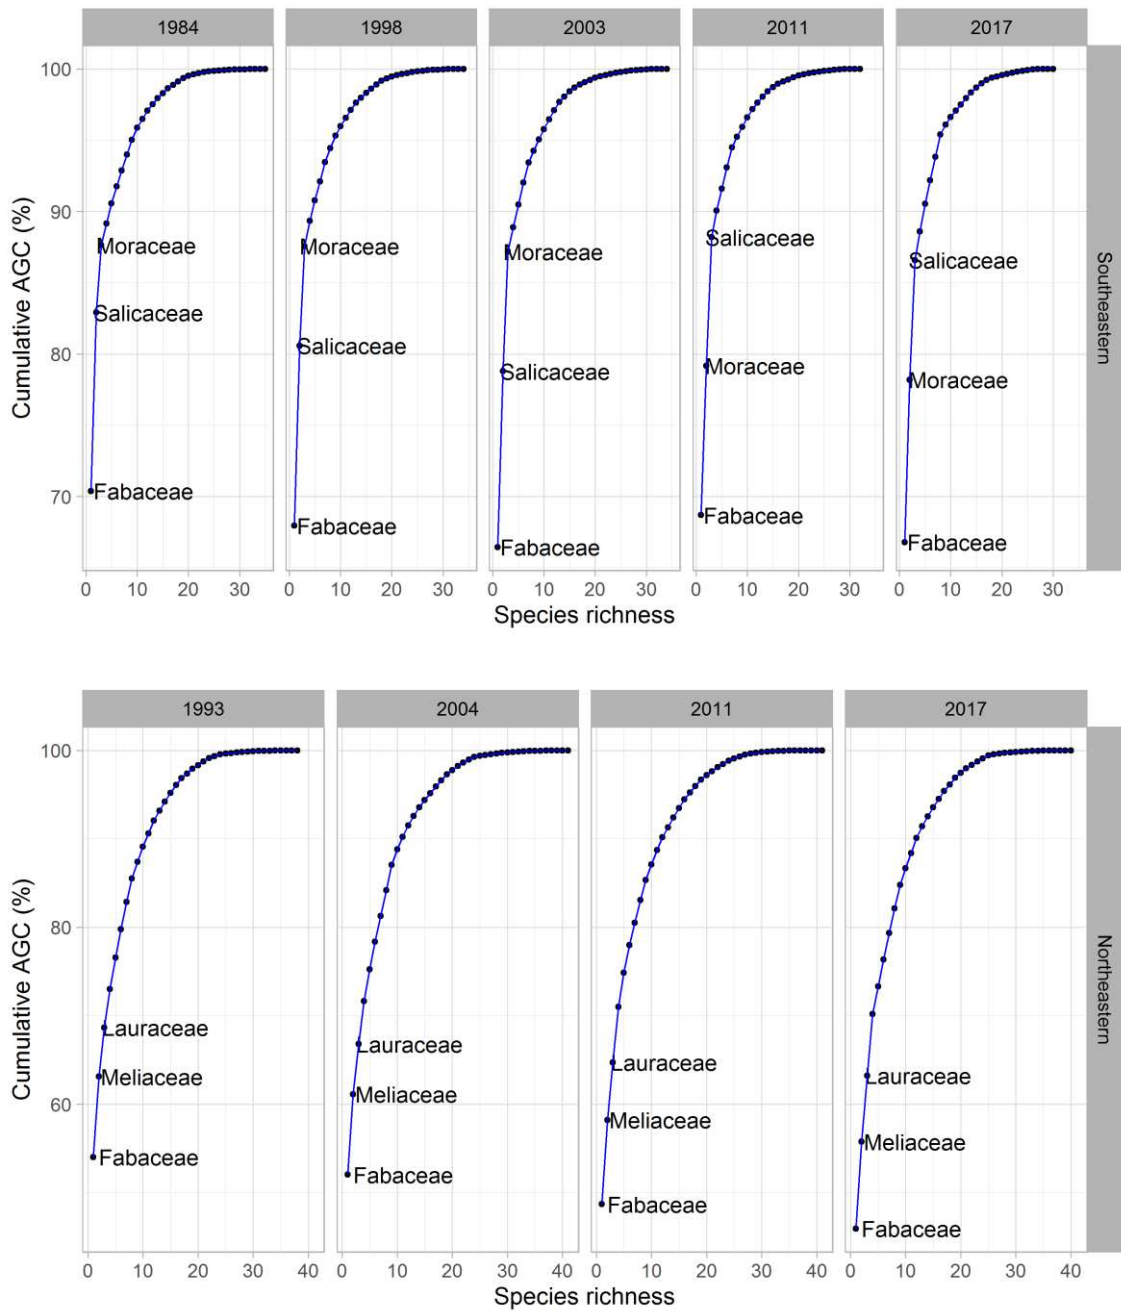 1984 1998 2003 2011 2017
100
90
80
70
Cumulative AGC (%)
Moraceae Moraceae Moraceae Salicaceae Salicaceae
Salicaceae Salicaceae Salicaceae Moraceae Moraceae
Fabaceae Fabaceae Fabaceae Fabaceae Fabaceae
Southeastern
0 10 20 30 0 10 20 30 0 10 20 30 0 10 20 30 0 10 20 30
Species richness
1993 2004 2011 2017
100
80
60
Cumulative AGC (%)
Lauraceae Lauraceae Lauraceae Lauraceae
Meliaceae Meliaceae Meliaceae Meliaceae
Fabaceae Fabaceae Fabaceae Fabaceae
Northeastern
0 10 20 30 40 0 10 20 30 40 0 10 20 30 40 0 10 20 30 40
Species richness